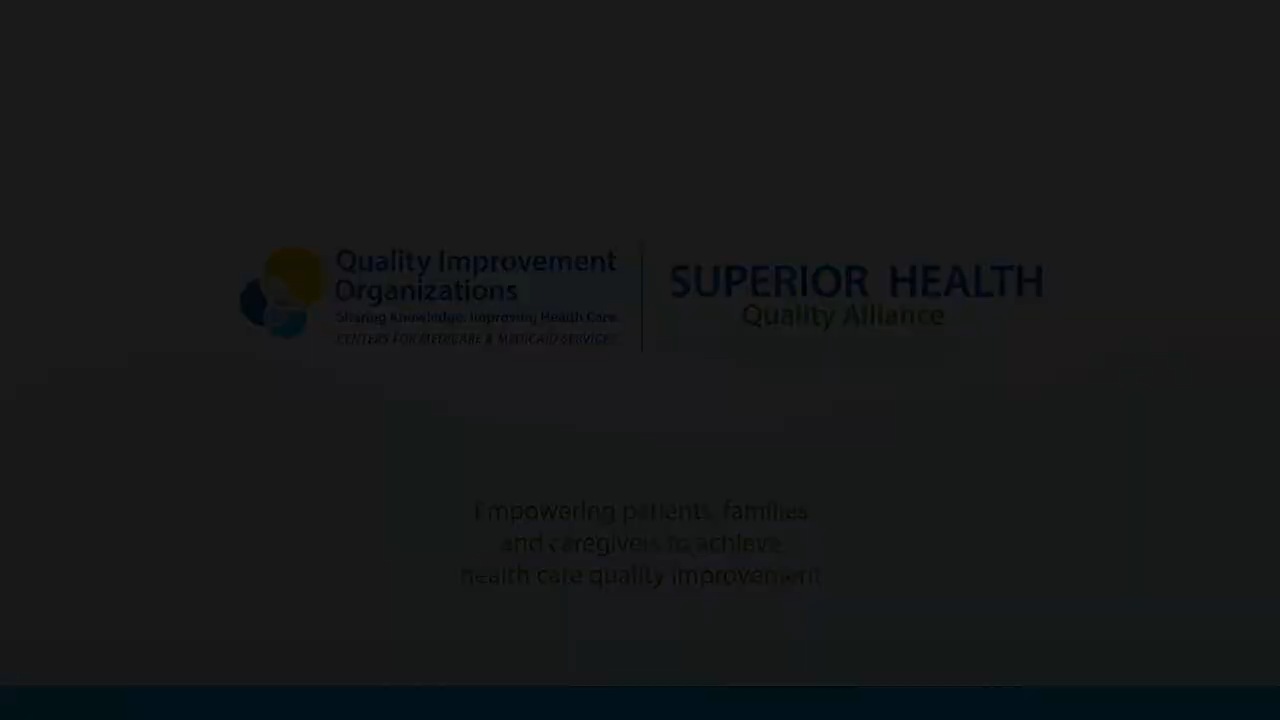 Quality Improvement
Organizations
Sharing Knowledge. Improving Health Care.
CENTERS FOR MEDICARE & MEDICAID SERVICES
SUPERIOR HEALTH
Quality Alliance
Empowering patients, families
and caregivers to achieve
health care quality improvement